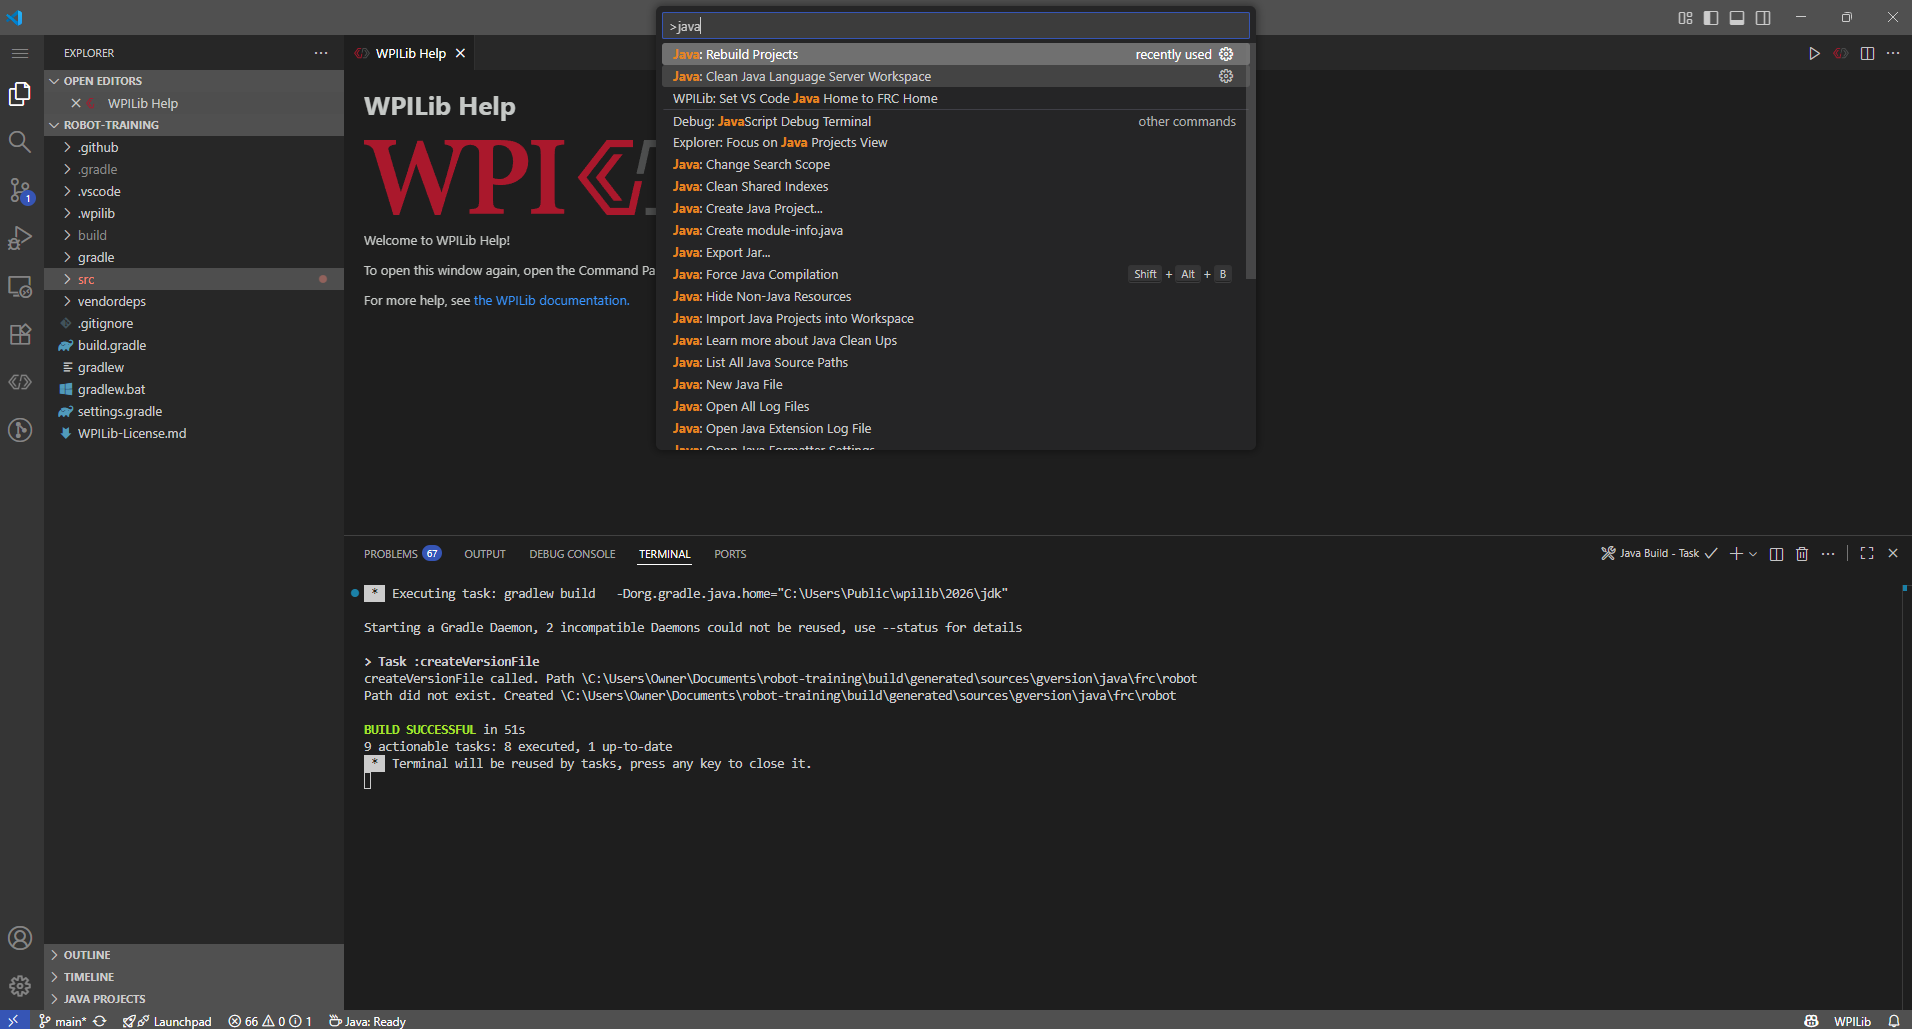 >java
Java: Rebuild Projects recently used
Java: Clean Java Language Server Workspace
WPILib: Set VS Code Java Home to FRC Home
Debug: JavaScript Debug Terminal other commands
Explorer: Focus on Java Projects View
Java: Change Search Scope
Java: Clean Shared Indexes
Java: Create Java Project...
Java: Create module-info.java
Java: Export Jar...
Java: Force Java Compilation Shift + Alt + B
Java: Hide Non-Java Resources
Java: Import Java Projects into Workspace
Java: Learn more about Java Clean Ups
Java: List All Java Source Paths
Java: New Java File
Java: Open All Log Files
Java: Open Java Extension Log File
Java: Open Java Formatter Settings
EXPLORER
OPEN EDITORS
WPILib Help
ROBOT-TRAINING
.github
.gradle
.vscode
.wpilib
build
gradle
src
vendordeps
.gitignore
build.gradle
gradlew
gradlew.bat
settings.gradle
WPILib-License.md
OUTLINE
TIMELINE
JAVA PROJECTS
1
WPILib Help
WPILib Help
WPI
Welcome to WPILib Help!
To open this window again, open the Command Pa
For more help, see the WPILib documentation.
PROBLEMS 67 OUTPUT DEBUG CONSOLE TERMINAL PORTS
Java Build - Task
* Executing task: gradlew build -Dorg.gradle.java.home="C:\Users\Public\wpilib\2026\jdk"
Starting a Gradle Daemon, 2 incompatible Daemons could not be reused, use --status for details
> Task :createVersionFile
createVersionFile called. Path \C:\Users\Owner\Documents\robot-training\build\generated\sources\gversion\java\frc\robot
Path did not exist. Created \C:\Users\Owner\Documents\robot-training\build\generated\sources\gversion\java\frc\robot
BUILD SUCCESSFUL in 51s
9 actionable tasks: 8 executed, 1 up-to-date
* Terminal will be reused by tasks, press any key to close it.
main* Launchpad 66 0 1 Java: Ready WPILib